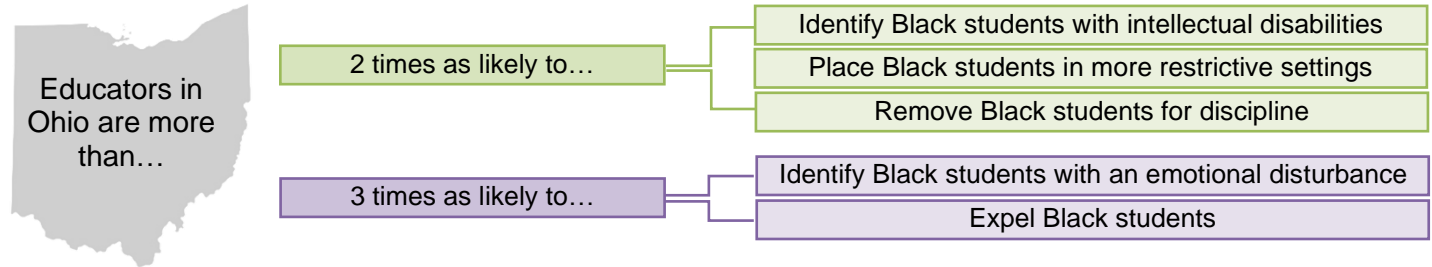 Educators in
Ohio are more
than…
2 times as likely to…
Identify Black students with intellectual disabilities
Place Black students in more restrictive settings
Remove Black students for discipline
3 times as likely to…
Identify Black students with an emotional disturbance
Expel Black students